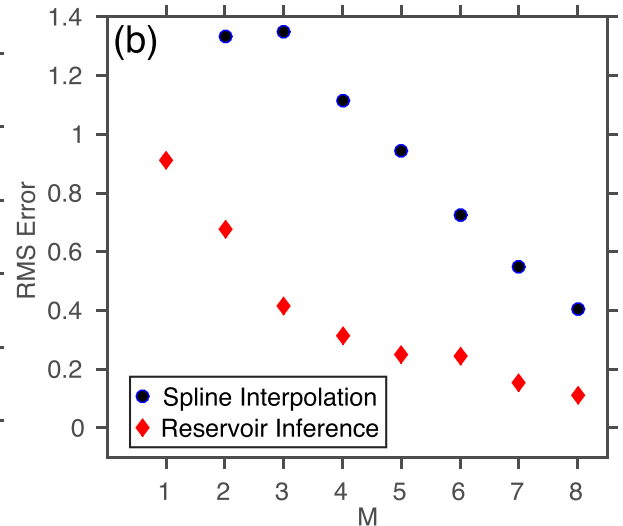 (b)
1.4
1.2
1
0.8
0.6
0.4
0.2
0
RMS Error
Spline Interpolation
Reservoir Inference
1 2 3 4 5 6 7 8
M